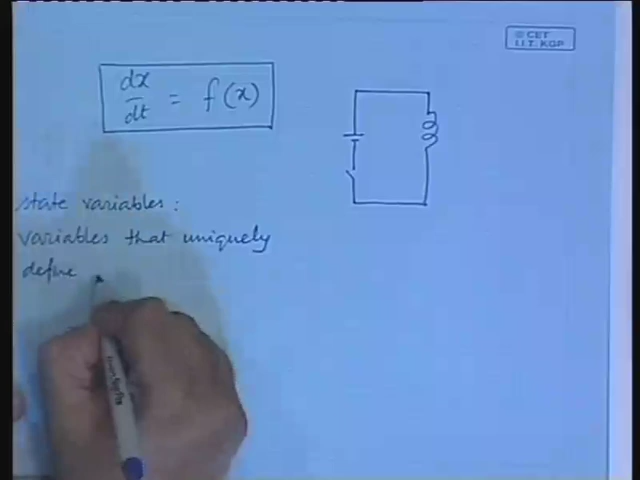 © CET
I.I.T. KGP
dx/dt = f(x)
state variables :
variables that uniquely
define